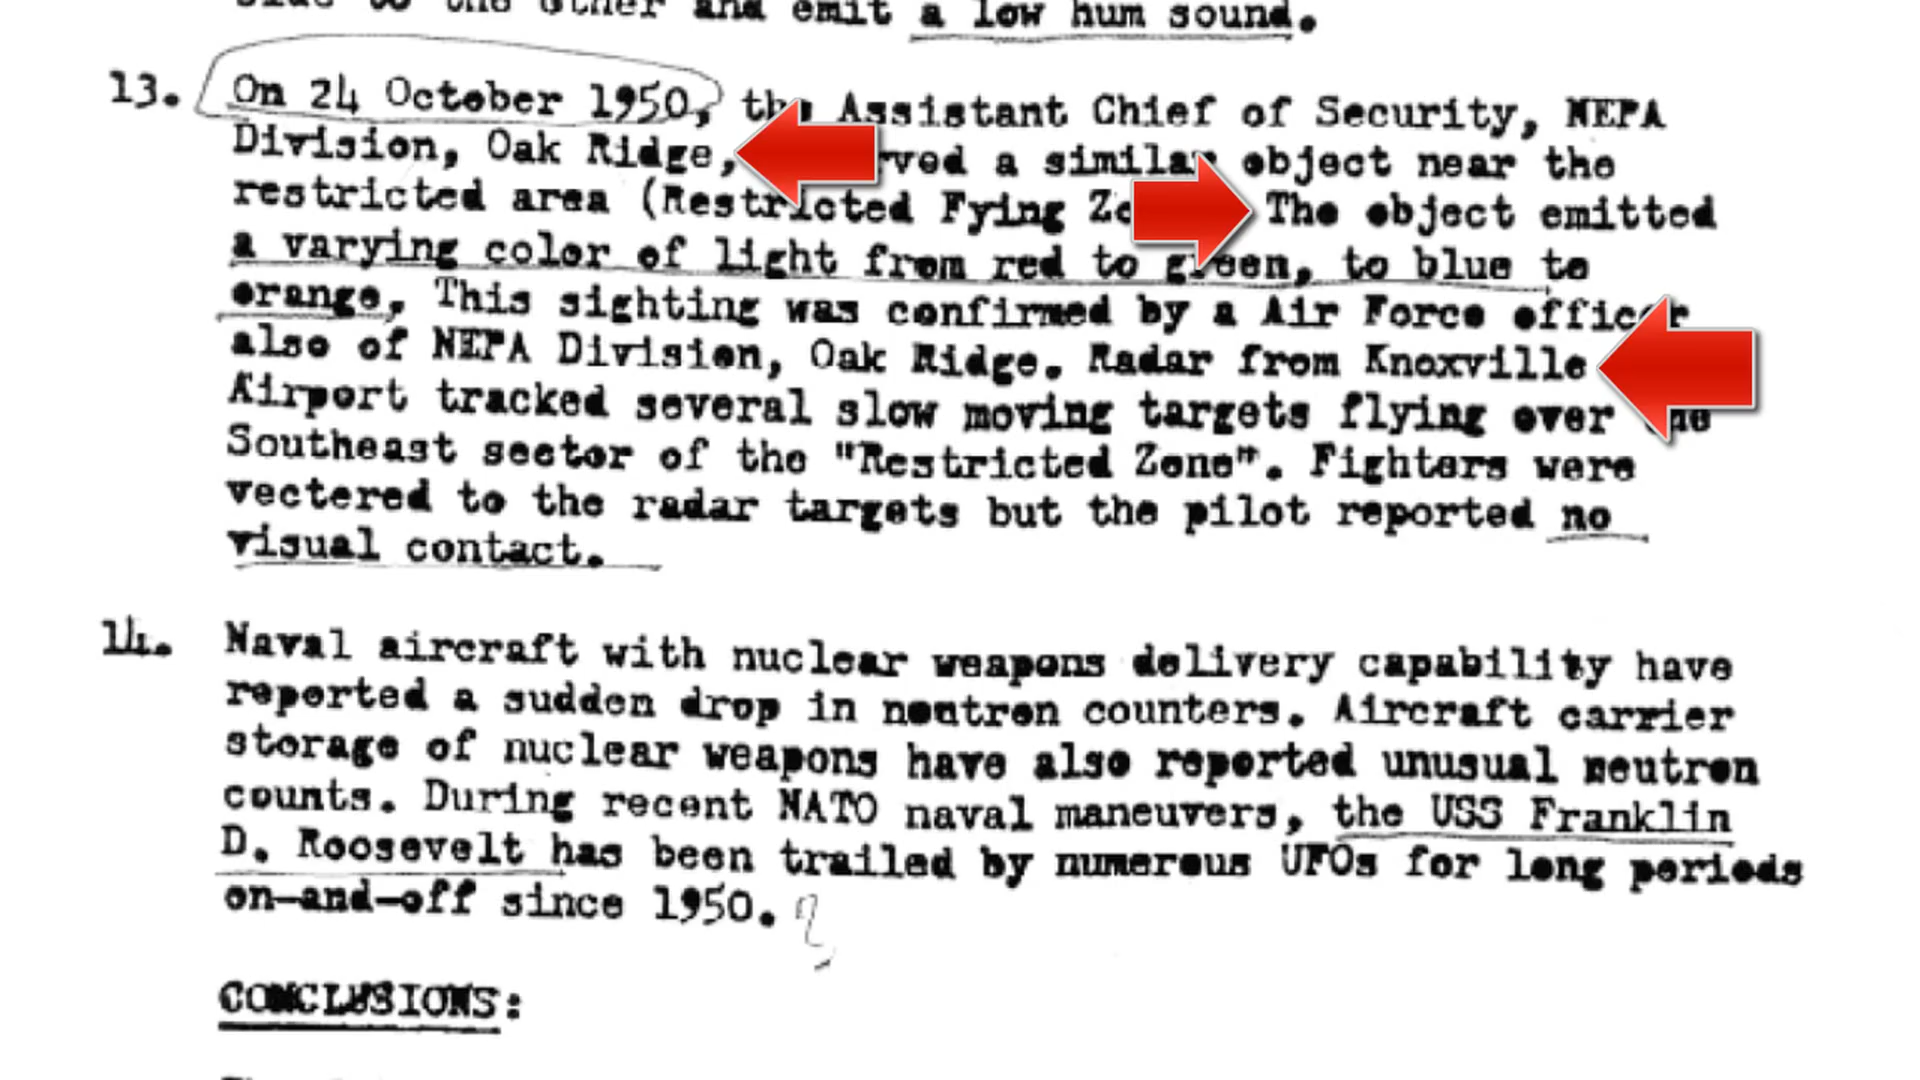 side to the other and emit a low hum sound.
13. On 24 October 1950, the Assistant Chief of Security, NEPA
Division, Oak Ridge, rved a similar object near the
restricted area (Restricted Fying Zo The object emitted
a varying color of light from red to green, to blue to
orange. This sighting was confirmed by a Air Force officer
also of NEPA Division, Oak Ridge. Radar from Knoxville
Airport tracked several slow moving targets flying over the
Southeast sector of the "Restricted Zone". Fighters were
vectered to the radar targets but the pilot reported no
visual contact.
14. Naval aircraft with nuclear weapons delivery capability have
reported a sudden drop in neutron counters. Aircraft carrier
storage of nuclear weapons have also reported unusual neutron
counts. During recent NATO naval maneuvers, the USS Franklin
D. Roosevelt has been trailed by numerous UFOs for long periods
on-and-off since 1950. ?
CONCLUSIONS: